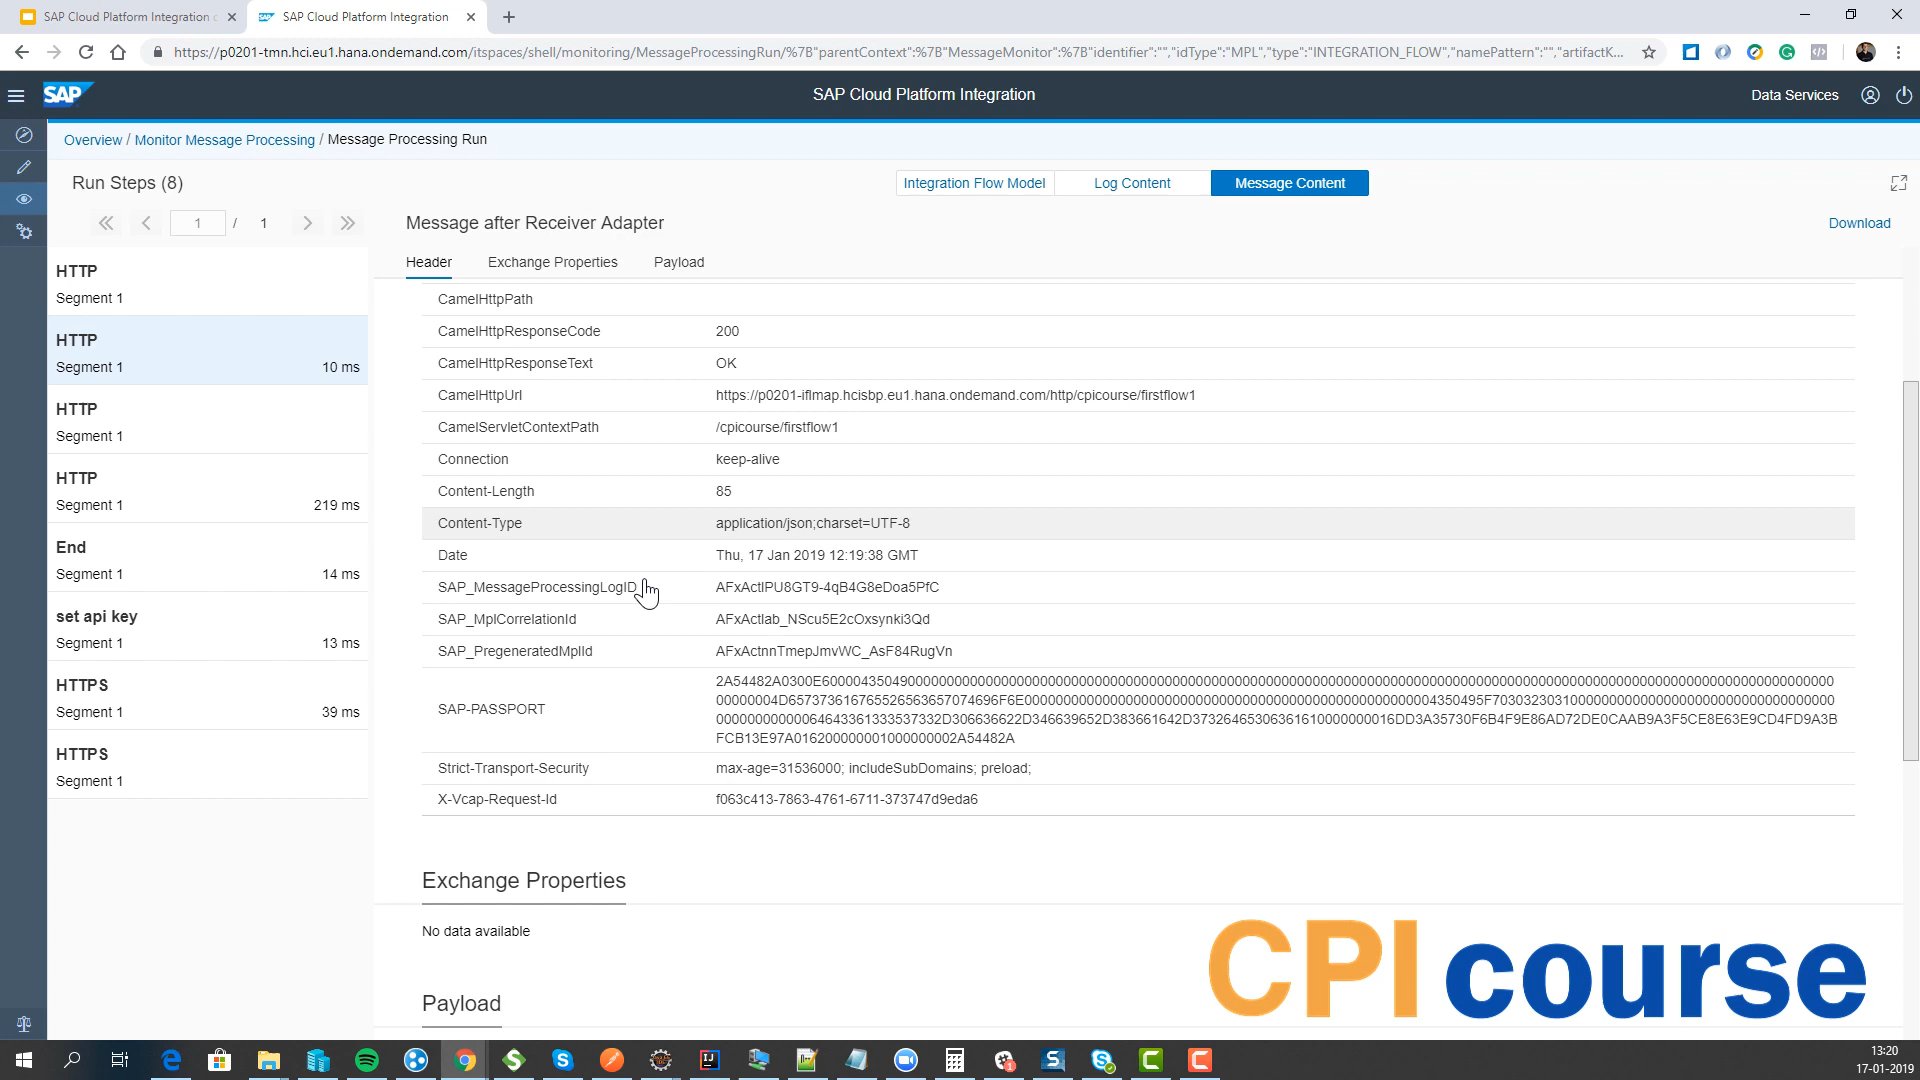 SAP Cloud Platform Integration c
SAP Cloud Platform Integration
https://p0201-tmn.hci.eu1.hana.ondemand.com/itspaces/shell/monitoring/MessageProcessingRun/%7B"parentContext":%7B"MessageMonitor":%7B"identifier":"","idType":"MPL","type":"INTEGRATION_FLOW","namePattern":"","artifactK...
SAP
SAP Cloud Platform Integration
Data Services
Overview / Monitor Message Processing / Message Processing Run
Run Steps (8)
Integration Flow Model
Log Content
Message Content
1 / 1
Message after Receiver Adapter
Download
Header
Exchange Properties
Payload
HTTP
Segment 1
HTTP
Segment 1 10 ms
HTTP
Segment 1
HTTP
Segment 1 219 ms
End
Segment 1 14 ms
set api key
Segment 1 13 ms
HTTPS
Segment 1 39 ms
HTTPS
Segment 1
CamelHttpPath
CamelHttpResponseCode 200
CamelHttpResponseText OK
CamelHttpUrl https://p0201-iflmap.hcisbp.eu1.hana.ondemand.com/http/cpicourse/firstflow1
CamelServletContextPath /cpicourse/firstflow1
Connection keep-alive
Content-Length 85
Content-Type application/json;charset=UTF-8
Date Thu, 17 Jan 2019 12:19:38 GMT
SAP_MessageProcessingLogID AFxActIPU8GT9-4qB4G8eDoa5PfC
SAP_MplCorrelationId AFxActlab_NScu5E2cOxsynki3Qd
SAP_PregeneratedMplId AFxActnnTmepJmvWC_AsF84RugVn
SAP-PASSPORT
FCB13E97A016200000001000000002A54482A
Strict-Transport-Security max-age=31536000; includeSubDomains; preload;
X-Vcap-Request-Id f063c413-7863-4761-6711-373747d9eda6
Exchange Properties
No data available
Payload
CPI course
13:20
17-01-2019